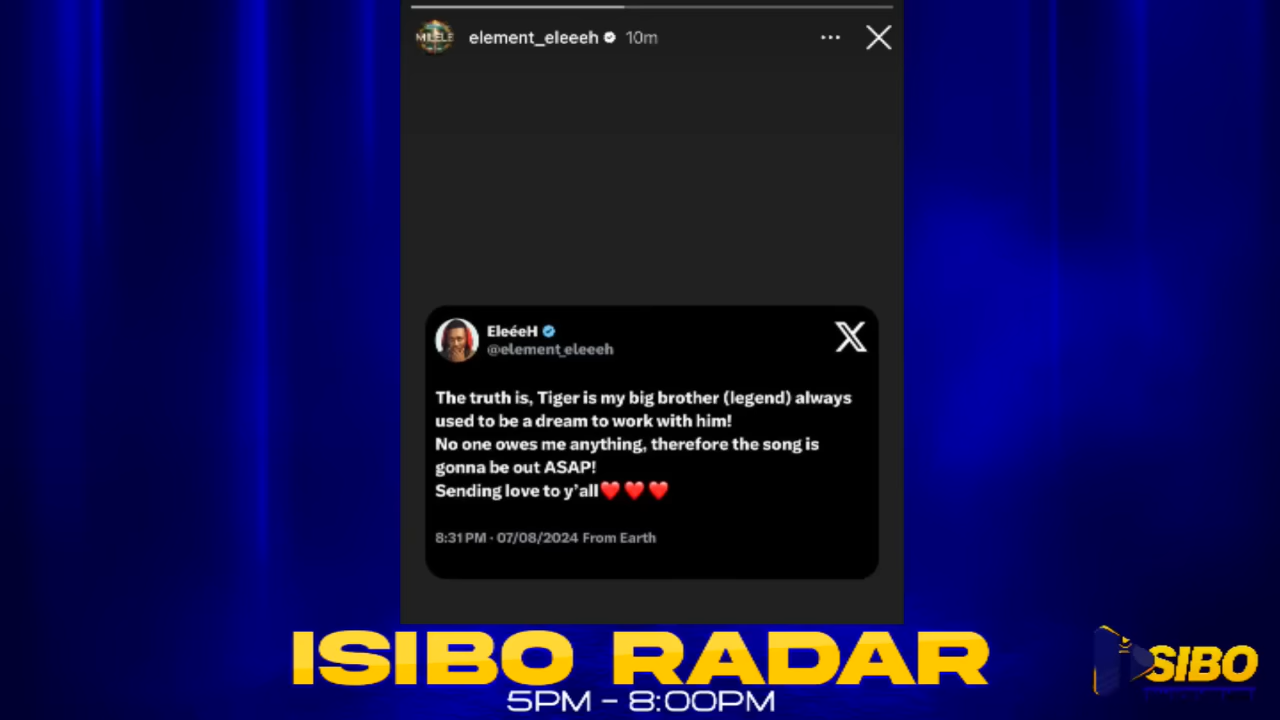 MILELE
element_eleeeh 10m
EleéeH
@element_eleeeh
The truth is, Tiger is my big brother (legend) always
used to be a dream to work with him!
No one owes me anything, therefore the song is
gonna be out ASAP!
Sending love to y'all❤️❤️❤️
8:31 PM · 07/08/2024 From Earth
ISIBO RADAR
5PM – 8:00PM
SIBO